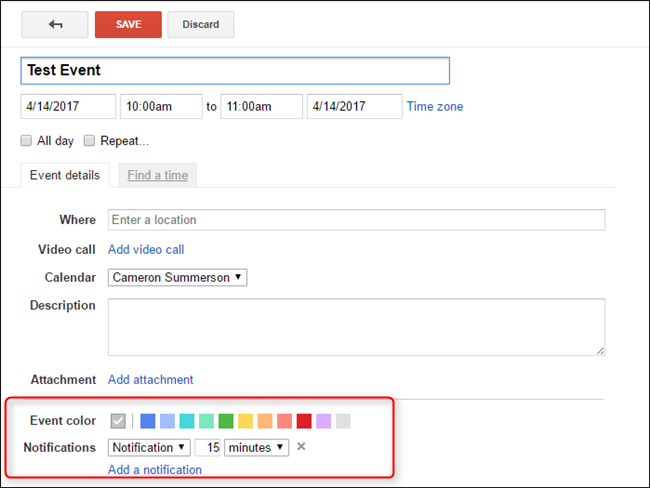 SAVE Discard
Test Event
4/14/2017 10:00am to 11:00am 4/14/2017 Time zone
All day Repeat...
Event details Find a time
Where Enter a location
Video call Add video call
Calendar Cameron Summerson
Description
Attachment Add attachment
Event color
Notifications Notification 15 minutes
Add a notification